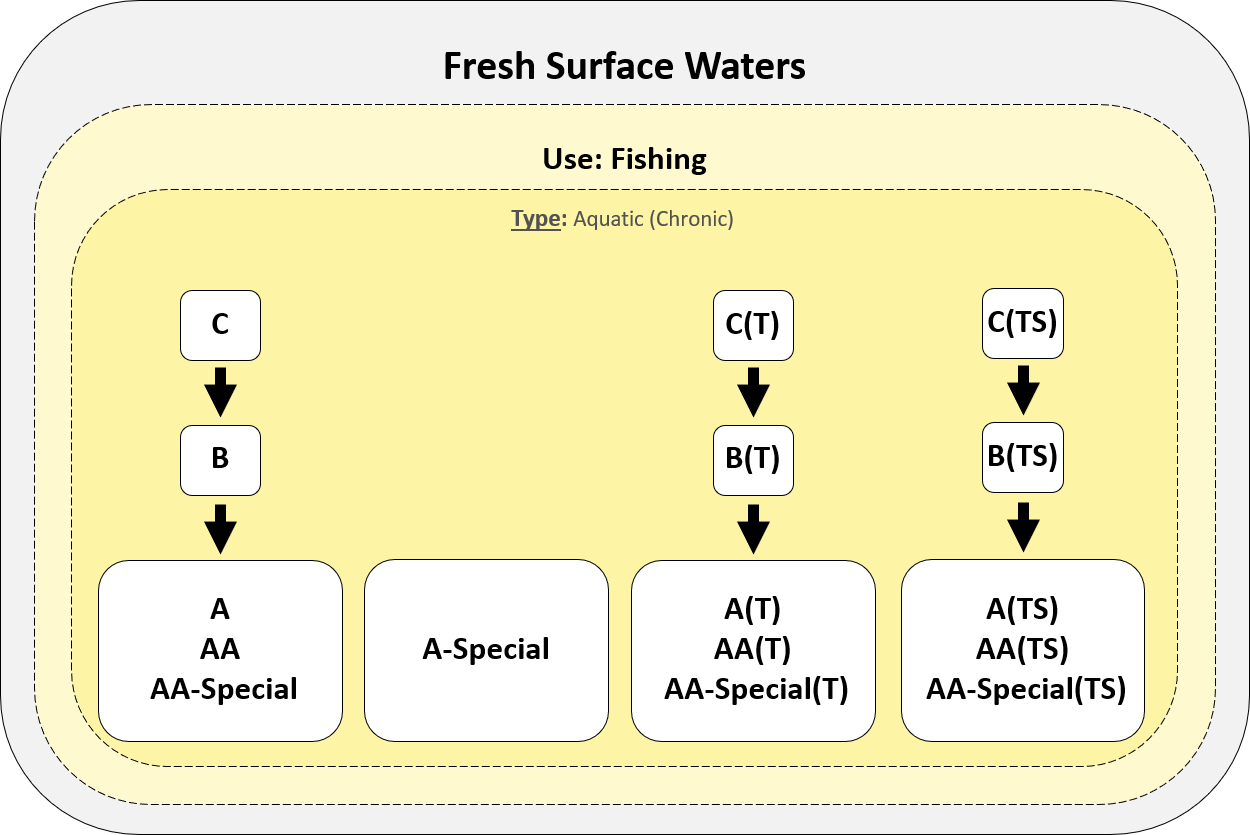 Fresh Surface Waters
Use: Fishing
Type: Aquatic (Chronic)
C
C(T)
C(TS)
B
B(T)
B(TS)
A
AA
AA-Special
A-Special
A(T)
AA(T)
AA-Special(T)
A(TS)
AA(TS)
AA-Special(TS)